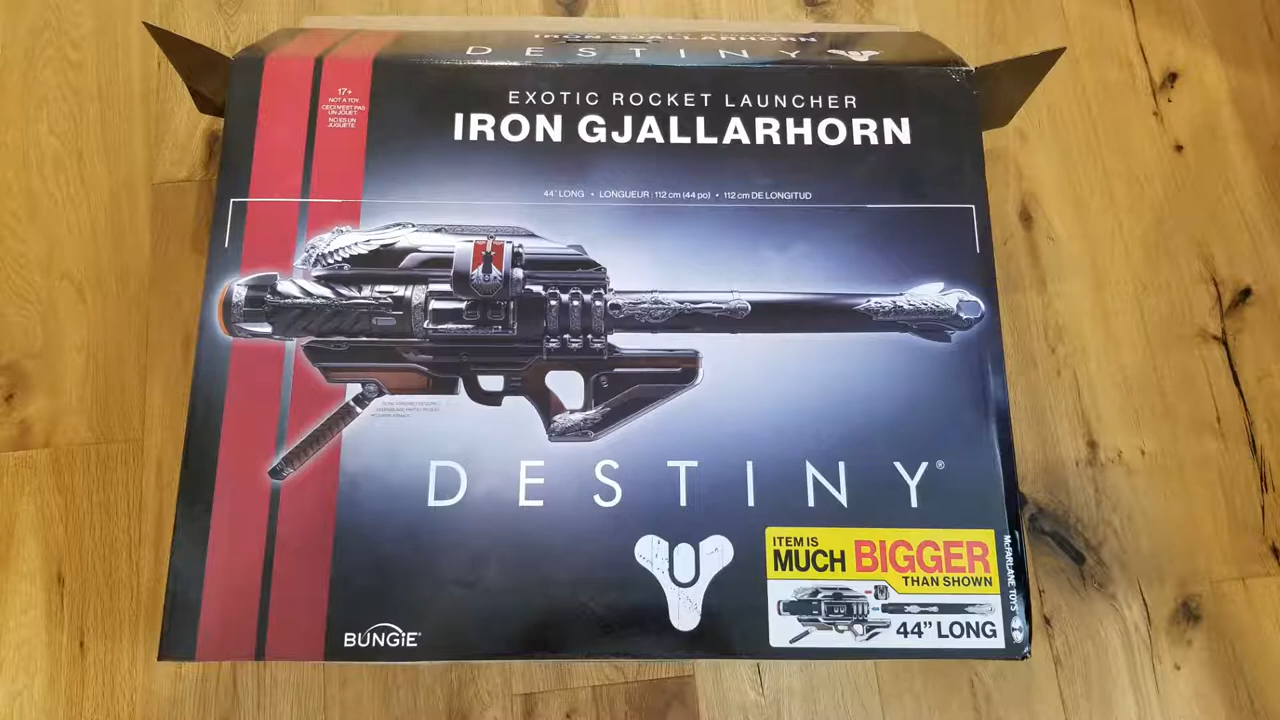 IRON GJALLARHORN
DESTINY
EXOTIC ROCKET LAUNCHER
IRON GJALLARHORN
17+
NOT A TOY
CECI N'EST PAS
UN JOUET.
NO ES UN
JUGUETE.
44" LONG • LONGUEUR : 112 cm (44 po) • 112 cm DE LONGITUD
DESTINY®
ITEM IS
MUCH BIGGER
THAN SHOWN
44” LONG
McFARLANE TOYS
BUNGiE®